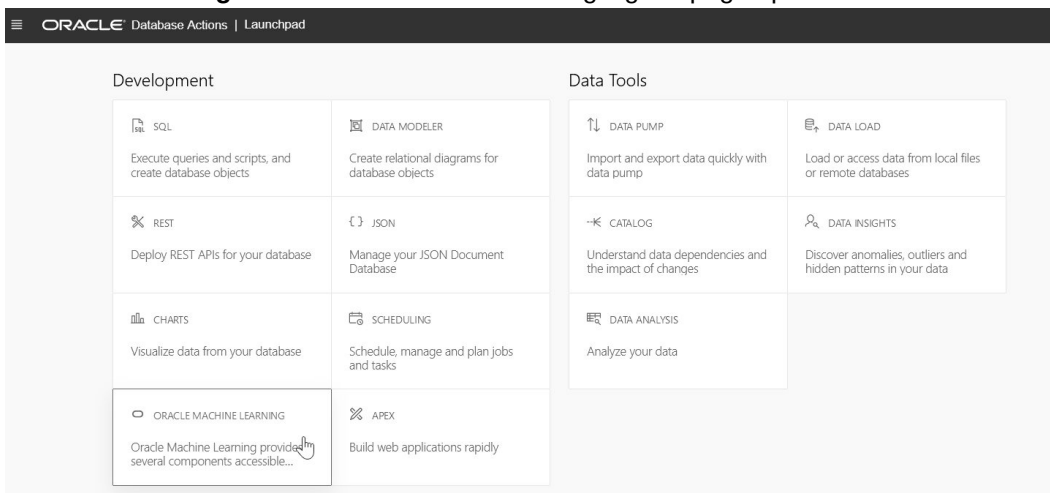 ORACLE Database Actions | Launchpad
Development
SQL
Execute queries and scripts, and
create database objects
DATA MODELER
Create relational diagrams for
database objects
REST
Deploy REST APIs for your database
{ } JSON
Manage your JSON Document
Database
CHARTS
Visualize data from your database
SCHEDULING
Schedule, manage and plan jobs
and tasks
ORACLE MACHINE LEARNING
Oracle Machine Learning provides
several components accessible...
APEX
Build web applications rapidly
Data Tools
DATA PUMP
Import and export data quickly with
data pump
DATA LOAD
Load or access data from local files
or remote databases
CATALOG
Understand data dependencies and
the impact of changes
DATA INSIGHTS
Discover anomalies, outliers and
hidden patterns in your data
DATA ANALYSIS
Analyze your data